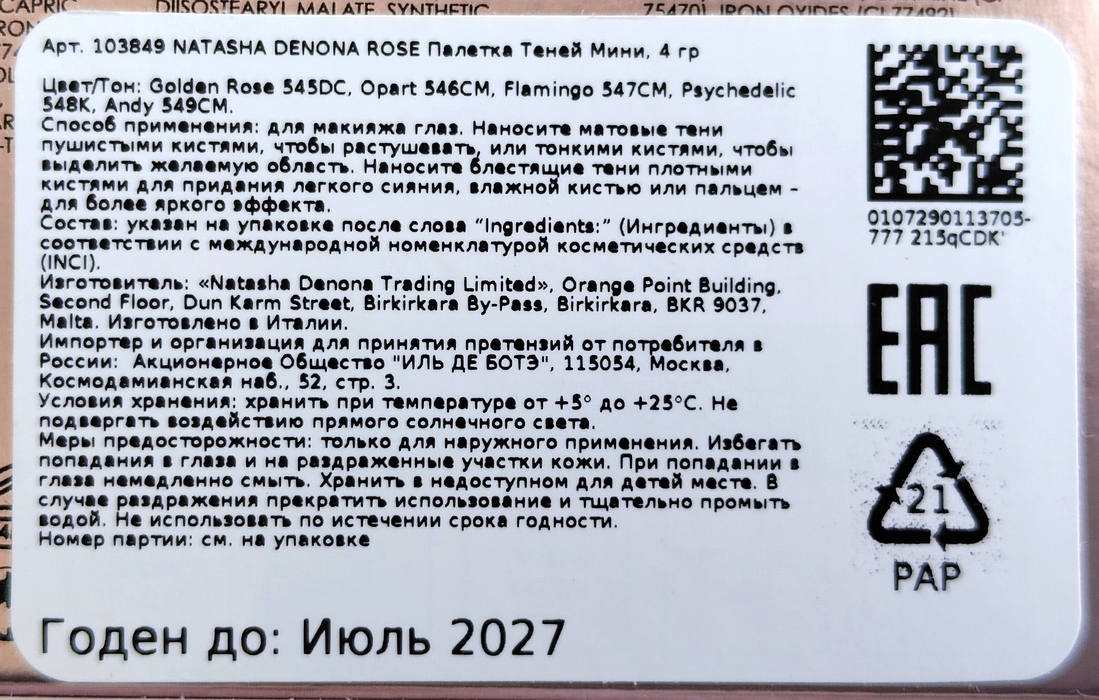 DIISOSTEARYL MALATE, SYNTHETIC
75470), IRON OXIDES (CI 77492)
Арт. 103849 NATASHA DENONA ROSE Палетка Теней Мини, 4 гр
Цвет/Тон: Golden Rose 545DC, Opart 546CM, Flamingo 547CM, Psychedelic
548K, Andy 549CM.
Способ применения: для макияжа глаз. Наносите матовые тени
пушистыми кистями, чтобы растушевать, или тонкими кистями, чтобы
выделить желаемую область. Наносите блестящие тени плотными
кистями для придания легкого сияния, влажной кистью или пальцем –
для более яркого эффекта.
Состав: указан на упаковке после слова “Ingredients:” (Ингредиенты) в
соответствии с международной номенклатурой косметических средств
(INCI).
Изготовитель: «Natasha Denona Trading Limited», Orange Point Building,
Second Floor, Dun Karm Street, Birkirkara By-Pass, Birkirkara, BKR 9037,
Malta. Изготовлено в Италии.
Импортер и организация для принятия претензий от потребителя в
России: Акционерное Общество "ИЛЬ ДЕ БОТЭ", 115054, Москва,
Космодамианская наб., 52, стр. 3.
Условия хранения: хранить при температуре от +5° до +25°C. Не
подвергать воздействию прямого солнечного света.
Меры предосторожности: только для наружного применения. Избегать
попадания в глаза и на раздраженные участки кожи. При попадании в
глаза немедленно смыть. Хранить в недоступном для детей месте. В
случае раздражения прекратить использование и тщательно промыть
водой. Не использовать по истечении срока годности.
Номер партии: см. на упаковке
Годен до: Июль 2027
0107290113705-
777 215qCDK'
EAC
21
PAP